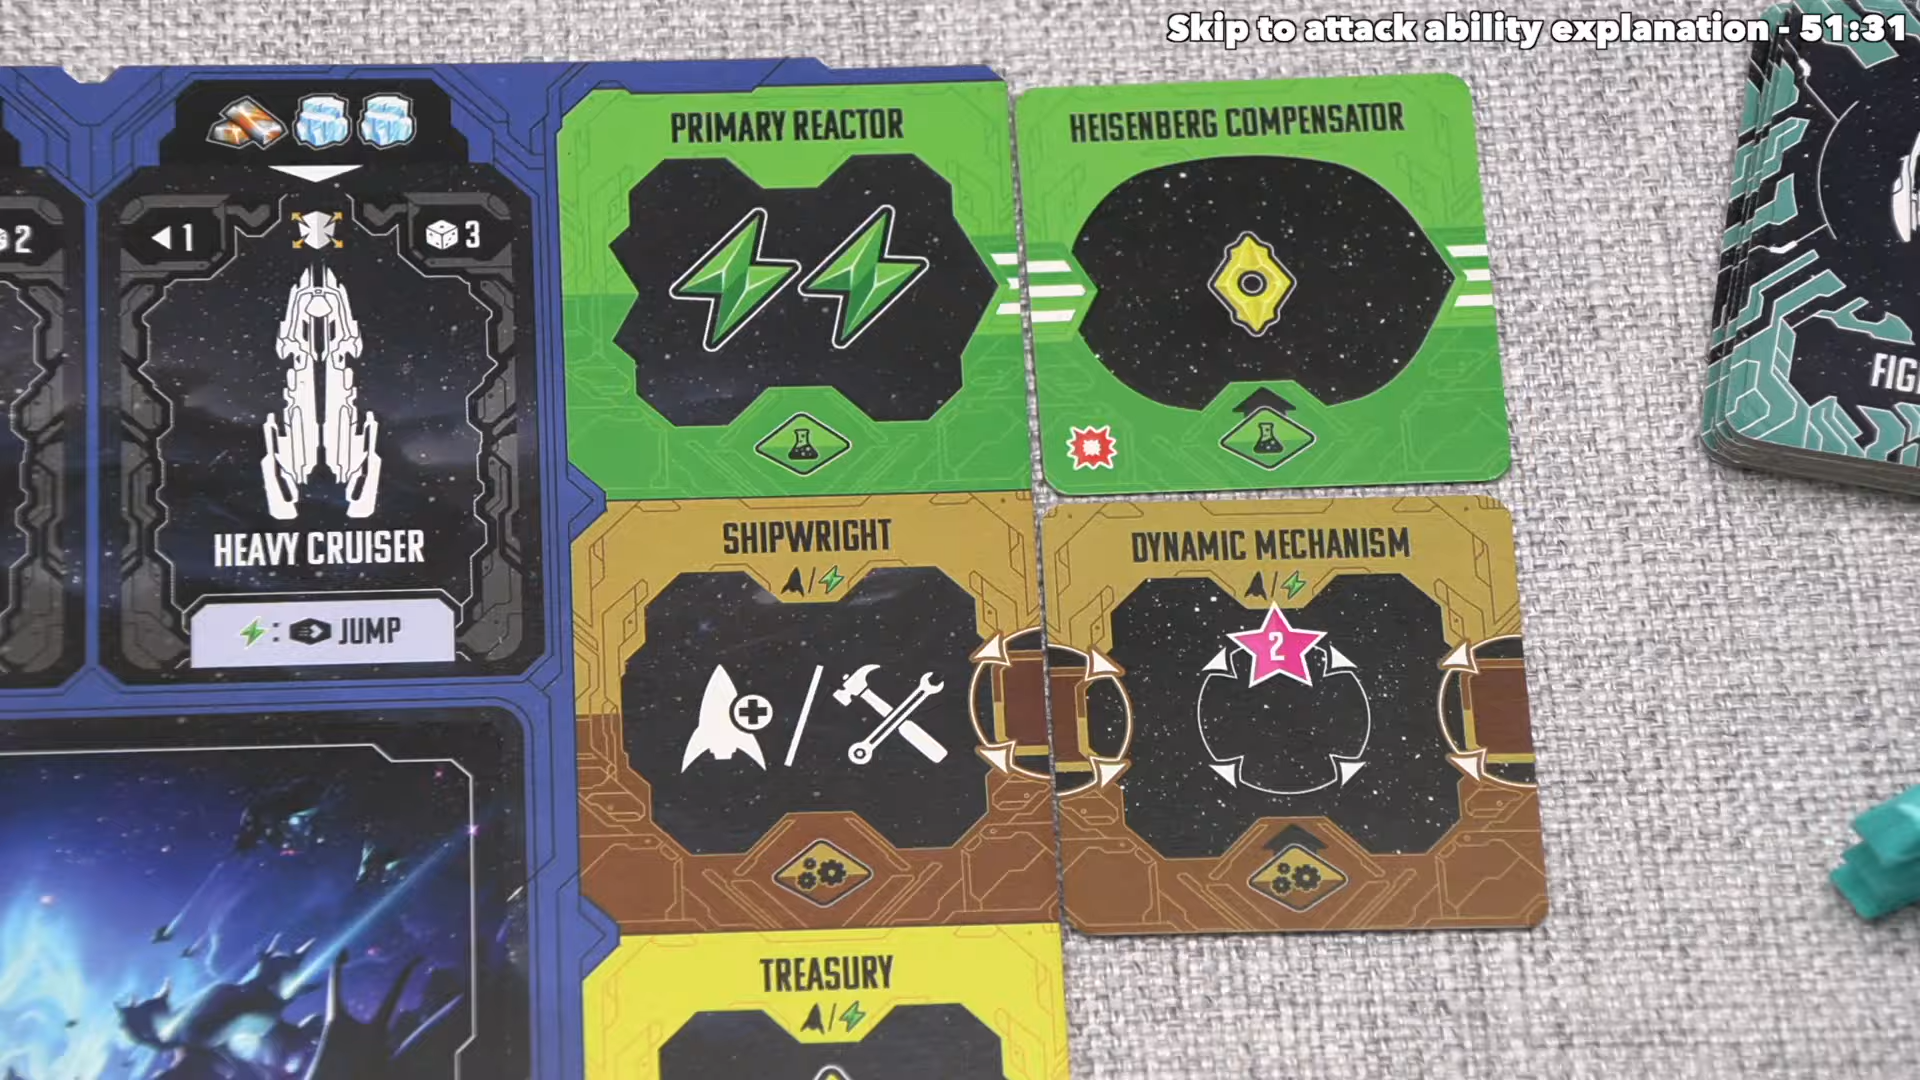 Skip to attack ability explanation - 51:31
PRIMARY REACTOR
HEISENBERG COMPENSATOR
2
1
3
FIG
HEAVY CRUISER
SHIPWRIGHT
DYNAMIC MECHANISM
/
/
: JUMP
2
/
TREASURY
/